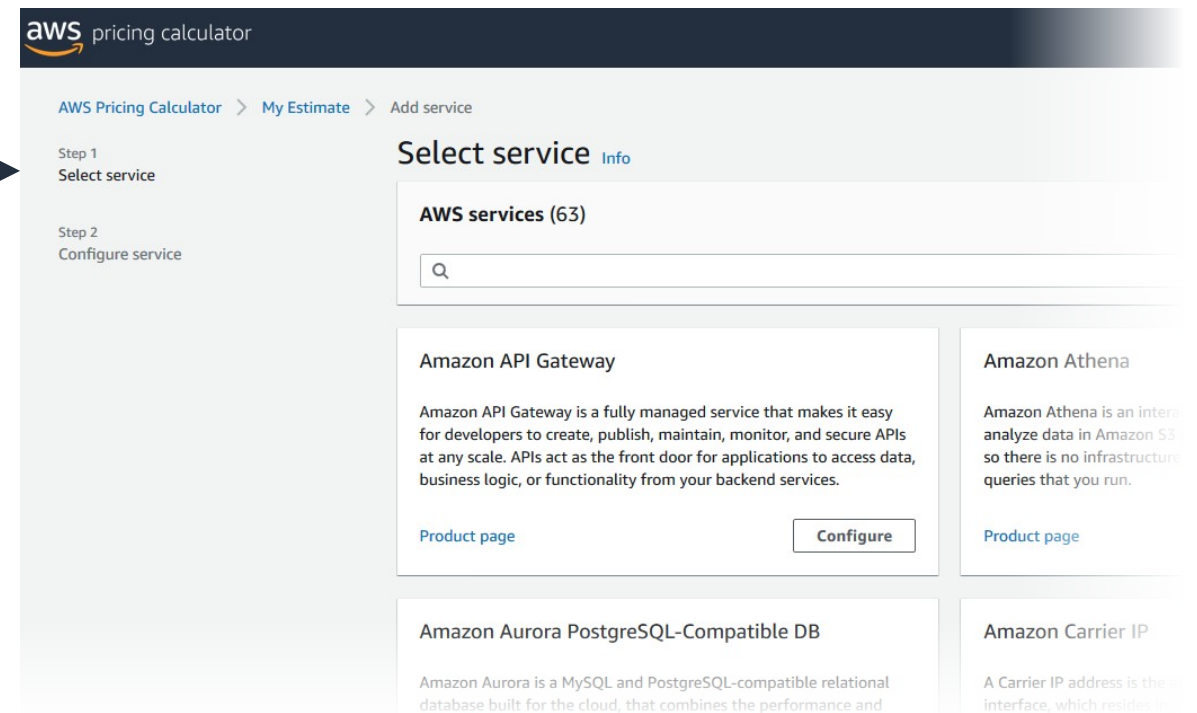 aws pricing calculator
AWS Pricing Calculator > My Estimate > Add service
Step 1
Select service
Step 2
Configure service
Select service Info
AWS services (63)
Amazon API Gateway
Amazon API Gateway is a fully managed service that makes it easy
for developers to create, publish, maintain, monitor, and secure APIs
at any scale. APIs act as the front door for applications to access data,
business logic, or functionality from your backend services.
Product page
Configure
Amazon Athena
Amazon Athena is an
analyze data in Amazon S3
so there is no infrastructure
queries that you run.
Product page
Amazon Aurora PostgreSQL-Compatible DB
Amazon Aurora is a MySQL and PostgreSQL-compatible relational
database built for the cloud, that combines the performance and
Amazon Carrier IP
A Carrier IP address is the
interface, which resides